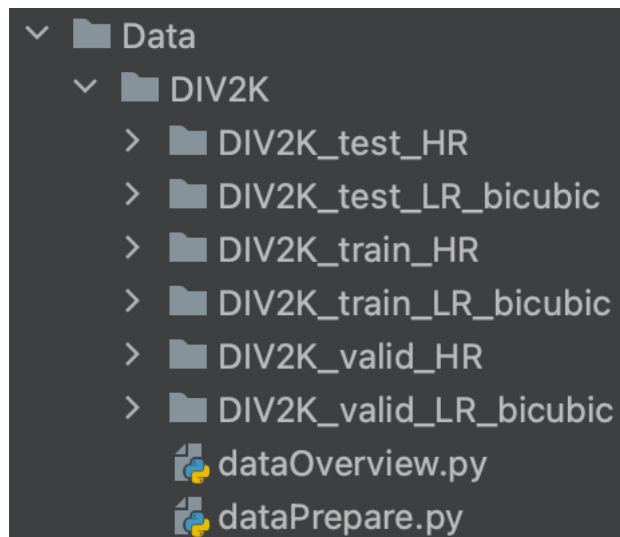 Data
DIV2K
DIV2K_test_HR
DIV2K_test_LR_bicubic
DIV2K_train_HR
DIV2K_train_LR_bicubic
DIV2K_valid_HR
DIV2K_valid_LR_bicubic
dataOverview.py
dataPrepare.py